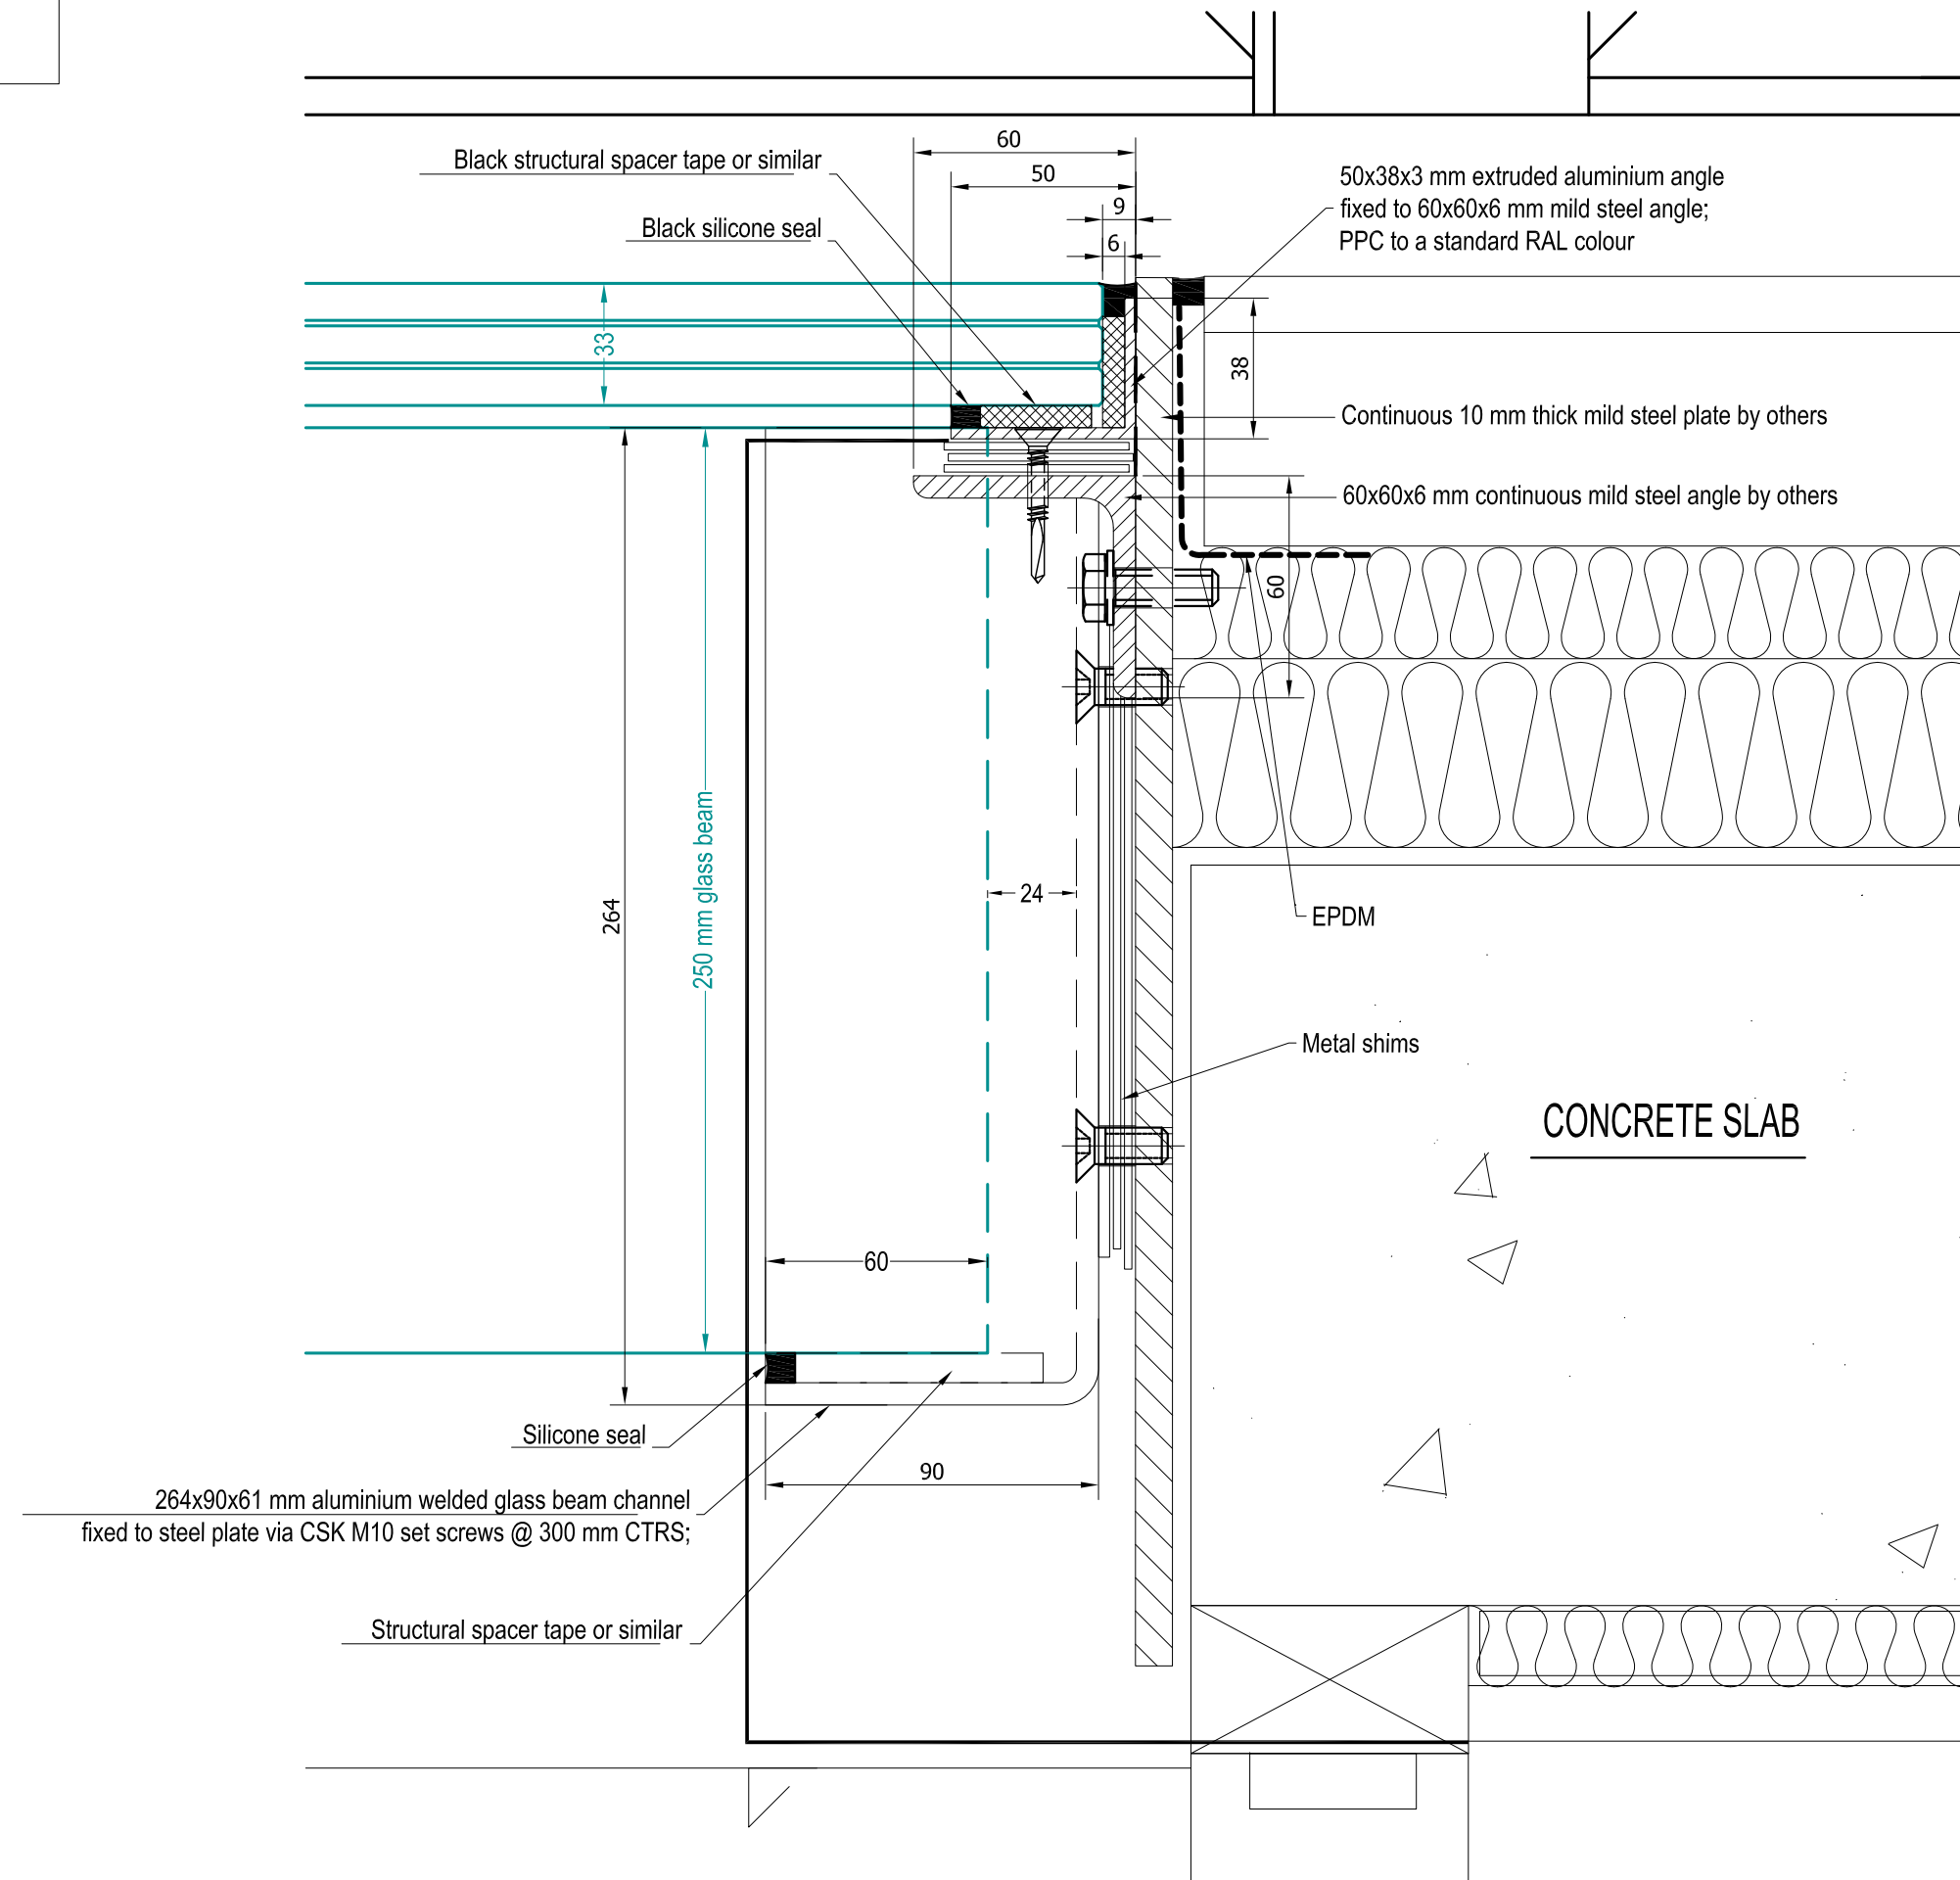 60
Black structural spacer tape or similar
50
50x38x3 mm extruded aluminium angle
fixed to 60x60x6 mm mild steel angle;
PPC to a standard RAL colour
9
Black silicone seal
6
33
38
Continuous 10 mm thick mild steel plate by others
60x60x6 mm continuous mild steel angle by others
60
250 mm glass beam
24
264
EPDM
Metal shims
CONCRETE SLAB
60
Silicone seal
90
264x90x61 mm aluminium welded glass beam channel
fixed to steel plate via CSK M10 set screws @ 300 mm CTRS;
Structural spacer tape or similar